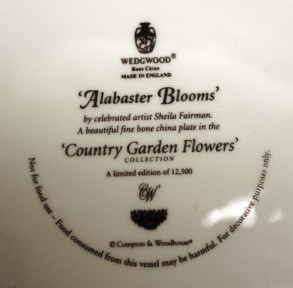 WEDGWOOD®
Bone China
MADE IN ENGLAND
‘Alabaster Blooms’
by celebrated artist Sheila Fairman.
A beautiful fine bone china plate in the
‘Country Garden Flowers’
COLLECTION
A limited edition of 12,500
CW
© Compton & Woodhouse®
Not for food use - Food consumed from this vessel may be harmful. For decorative purposes only.